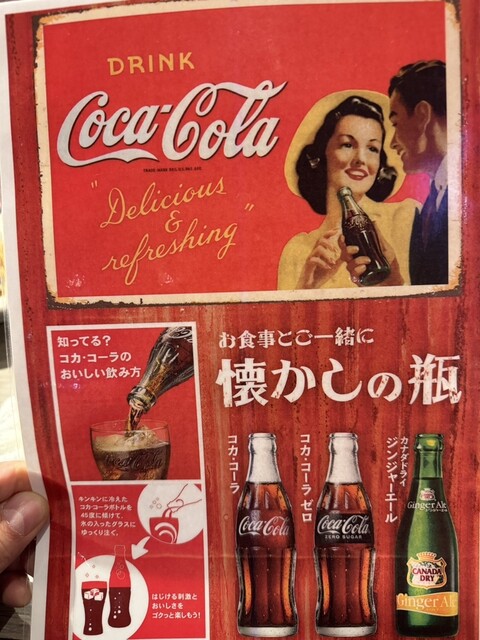 DRINK
Coca-Cola
"Delicious
&
refreshing"
知ってる?
コカ・コーラの
おいしい飲み方
キンキンに冷えた
コカ・コーラボトルを
45度に傾けて、
氷の入ったグラスに
ゆっくり注ぐ。
はじける刺激と
おいしさを
ゴクっと楽しもう!
お食事とご一緒に
懐かしの瓶
コカ・コーラ
Coca-Cola
コカ・コーラ ゼロ
Coca-Cola
ZERO SUGAR
カナダドライ
ジンジャーエール
Ginger Ale
CANADA
DRY
Ginger Ale